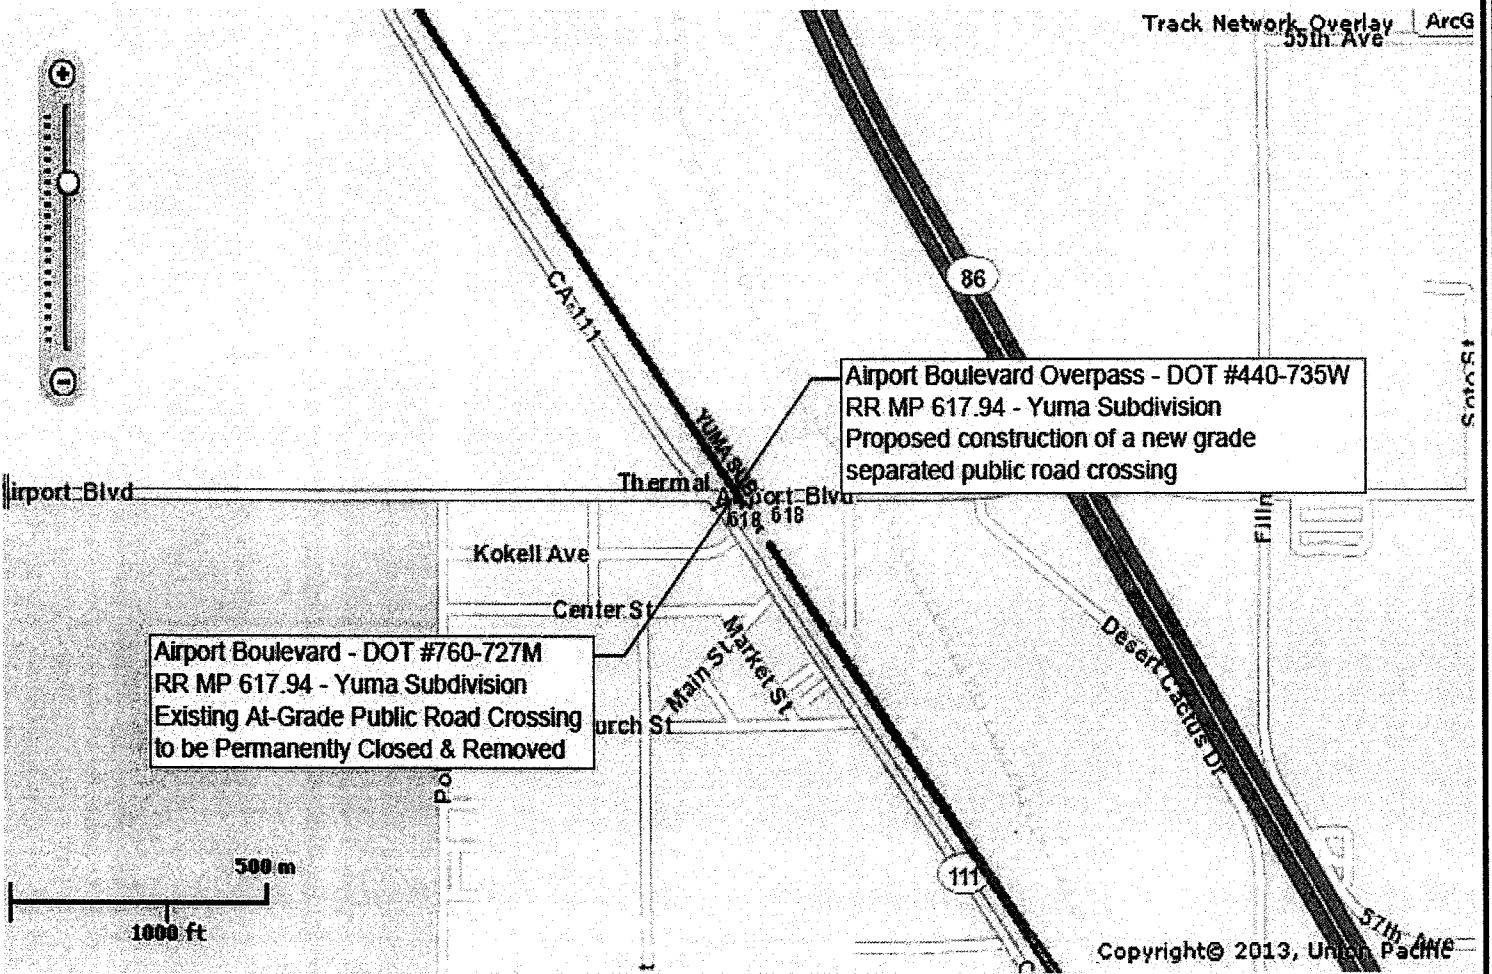 Track Network Overlay
ArcG
55th Ave
86
CA-111
Airport Boulevard Overpass - DOT #440-735W
RR MP 617.94 - Yuma Subdivision
Proposed construction of a new grade
separated public road crossing
Soto St
YUMA
Thermal
irport Blvd
Airport Blvd
618 618
Kokell Ave
Center St
Airport Boulevard - DOT #760-727M
RR MP 617.94 - Yuma Subdivision
Existing At-Grade Public Road Crossing
to be Permanently Closed & Removed
Main St
Market St
urch St
Desert Cactus Dr
500 m
1000 ft
111
57th Ave
Copyright© 2013, Union Pacific